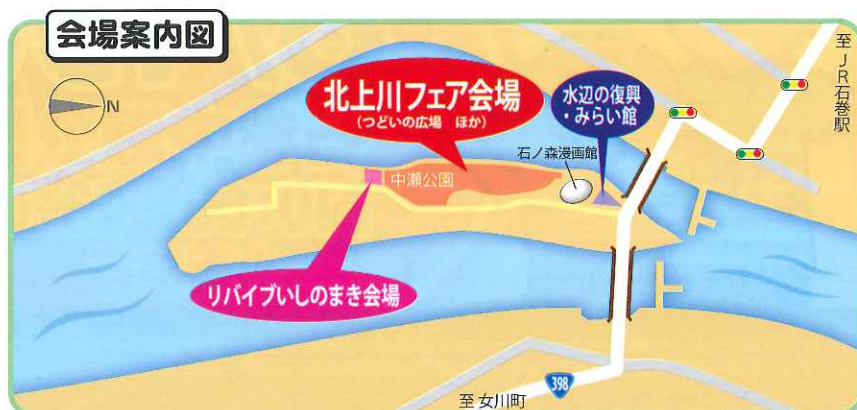 会場案内図
N
北上川フェア会場
(つどいの広場 ほか)
水辺の復興
・みらい館
至JR石巻駅
石ノ森漫画館
中瀬公園
リバイブいしのまき会場
398
至 女川町